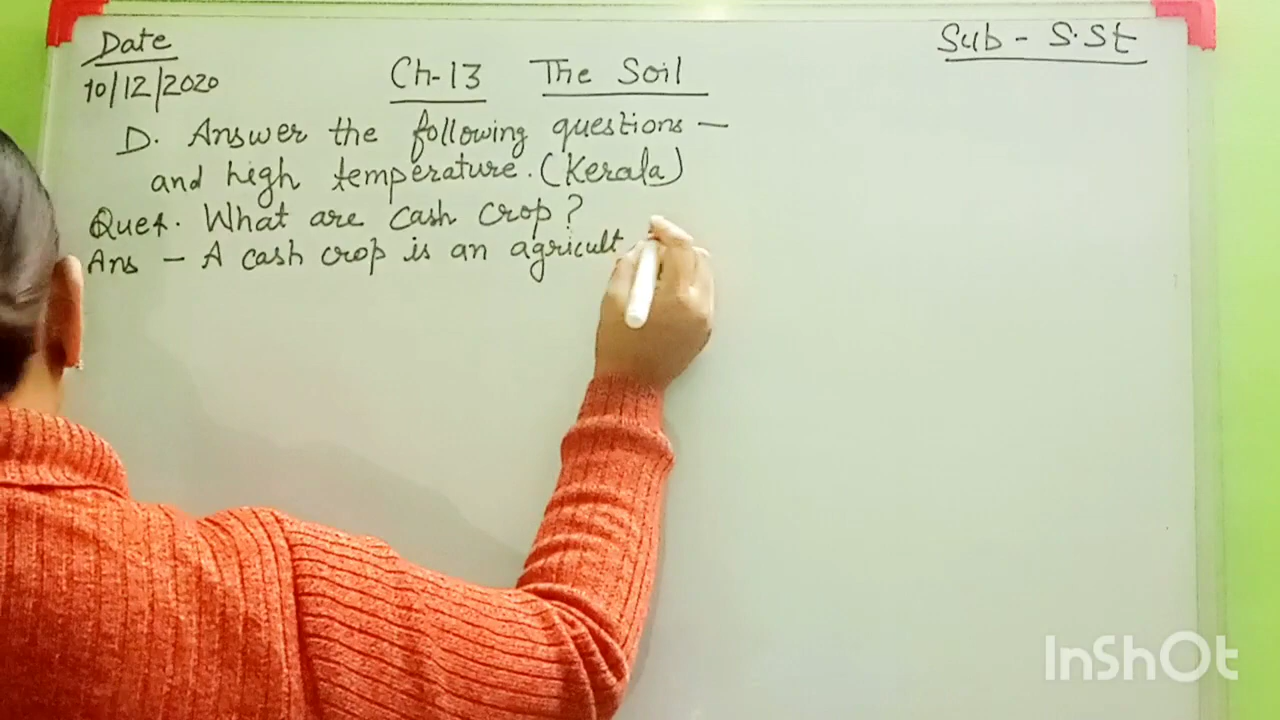 Date
Sub - S.St
10/12/2020
Ch-13 The Soil
D. Answer the following questions —
and high temperature. (Kerala)
Ques. What are cash crop?
Ans - A cash crop is an agricult
InShOt